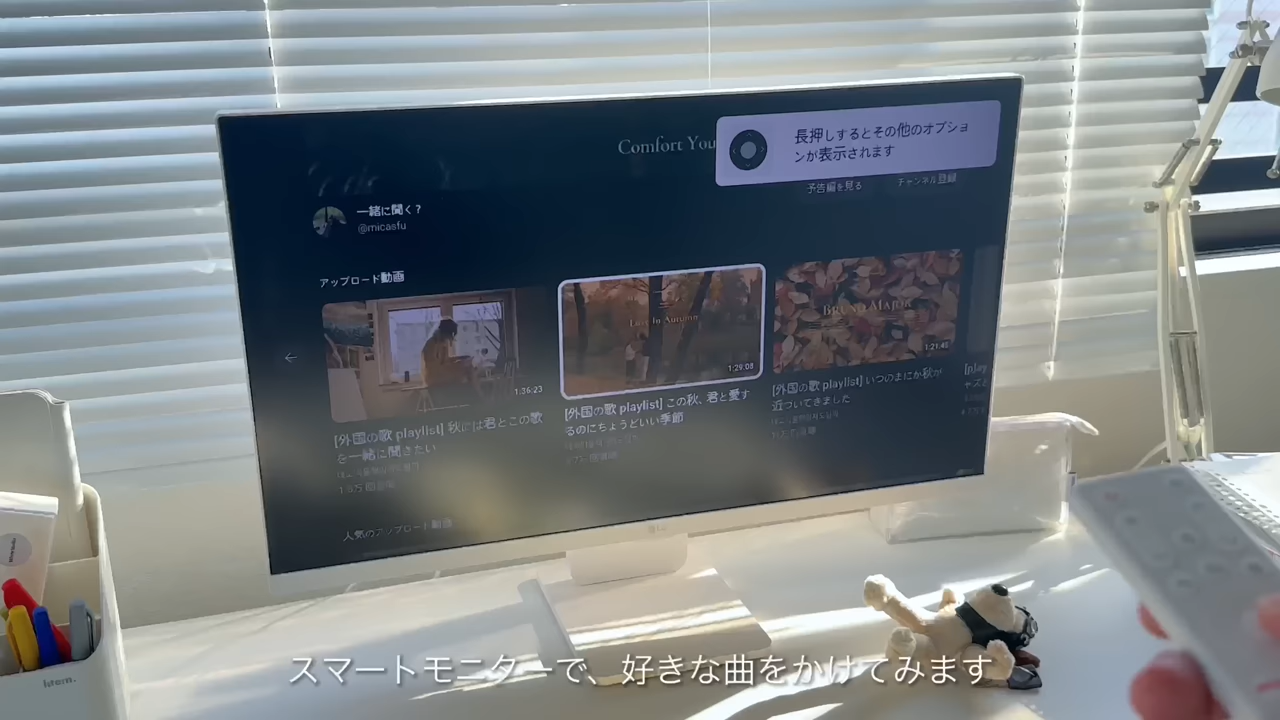 Comfort You
長押しするとその他のオプショ
ンが表示されます
予告編を見る
チャンネル登録
一緒に聞く?
@micasfu
アップロード動画
Love In Autumn
BRUNO MAJOR
1:36:23
1:29:08
1:21:45
[外国の歌 playlist] 秋には君とこの歌
を一緒に聞きたい
[外国の歌 playlist] この秋、君と愛す
るのにちょうどいい季節
[外国の歌 playlist] いつのまにか秋が
近づいてきました
人気のアップロード動画
スマートモニターで、好きな曲をかけてみます